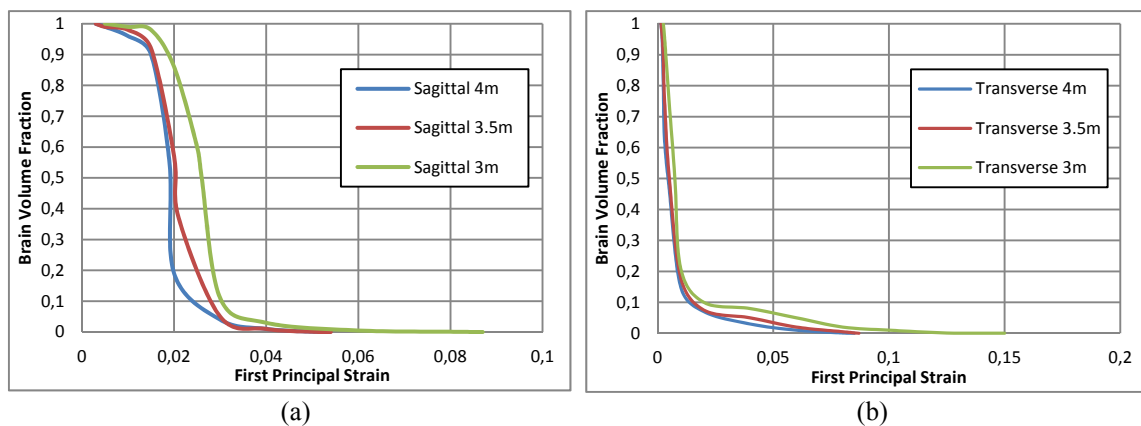 1
0,9
0,8
0,7
0,6
0,5
0,4
0,3
0,2
0,1
0
Brain Volume Fraction
Sagittal 4m
Sagittal 3.5m
Sagittal 3m
0 0,02 0,04 0,06 0,08 0,1
First Principal Strain
(a)
1
0,9
0,8
0,7
0,6
0,5
0,4
0,3
0,2
0,1
0
Brain Volume Fraction
Transverse 4m
Transverse 3.5m
Transverse 3m
0 0,05 0,1 0,15 0,2
First Principal Strain
(b)